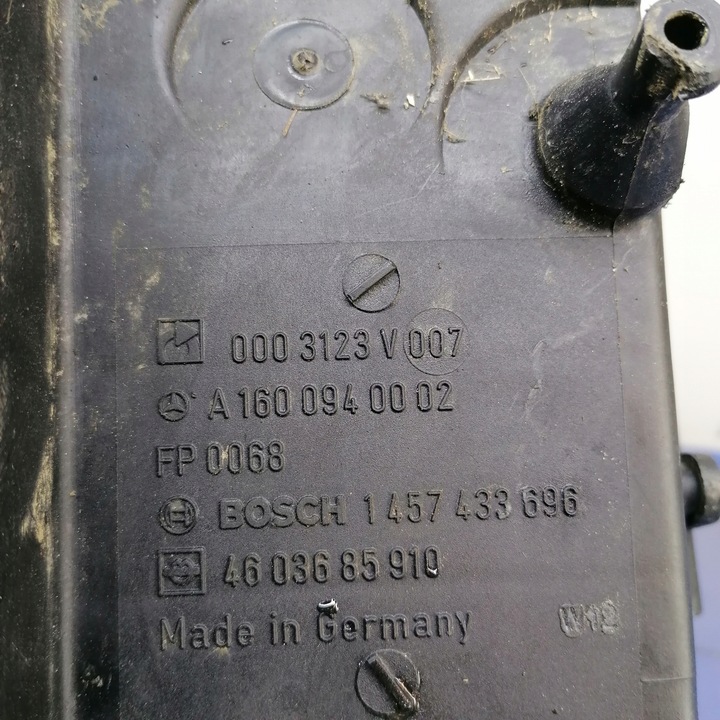 000 3123 V 007
A 160 094 00 02
FP 0068
BOSCH 1 457 433 696
46 036 85 910
Made in Germany
W12